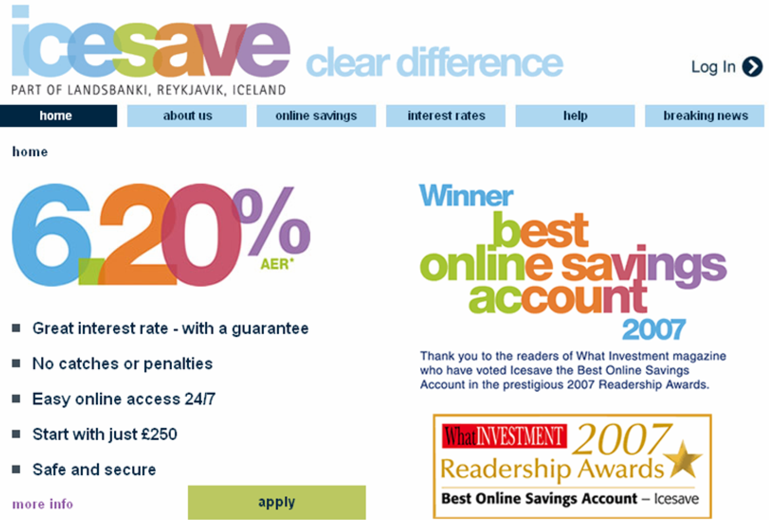 icesave clear difference
PART OF LANDSBANKI, REYKJAVIK, ICELAND
Log In
home about us online savings interest rates help breaking news
home
6.20%
AER*
Great interest rate - with a guarantee
No catches or penalties
Easy online access 24/7
Start with just £250
Safe and secure
more info
apply
Winner
best
online savings
account
2007
Thank you to the readers of What Investment magazine
who have voted Icesave the Best Online Savings
Account in the prestigious 2007 Readership Awards.
What INVESTMENT 2007
Readership Awards
Best Online Savings Account – Icesave